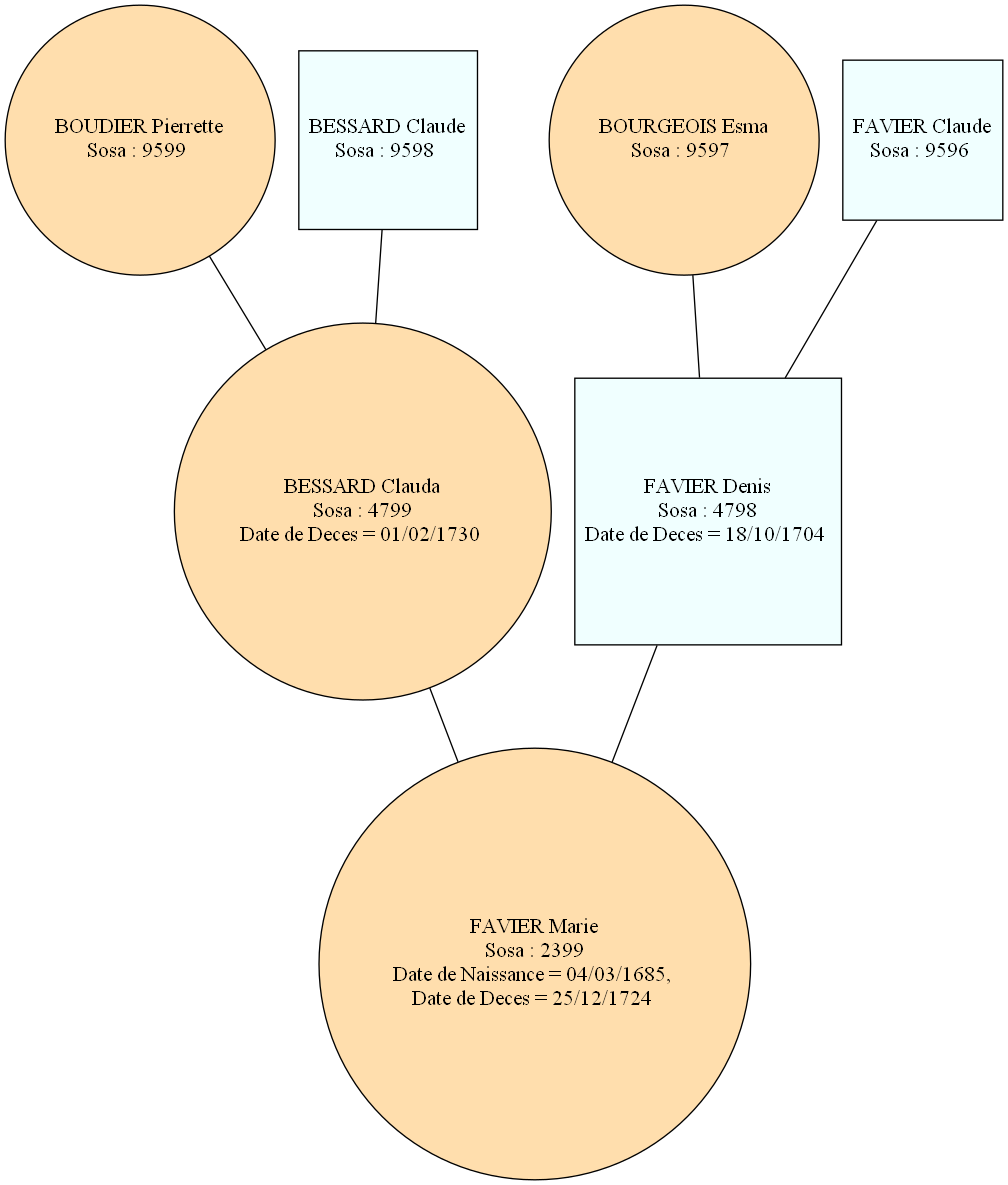 BOUDIER Pierrette
Sosa : 9599
BESSARD Claude
Sosa : 9598
BOURGEOIS Esma
Sosa : 9597
FAVIER Claude
Sosa : 9596
BESSARD Clauda
Sosa : 4799
Date de Deces = 01/02/1730
FAVIER Denis
Sosa : 4798
Date de Deces = 18/10/1704
FAVIER Marie
Sosa : 2399
Date de Naissance = 04/03/1685,
Date de Deces = 25/12/1724